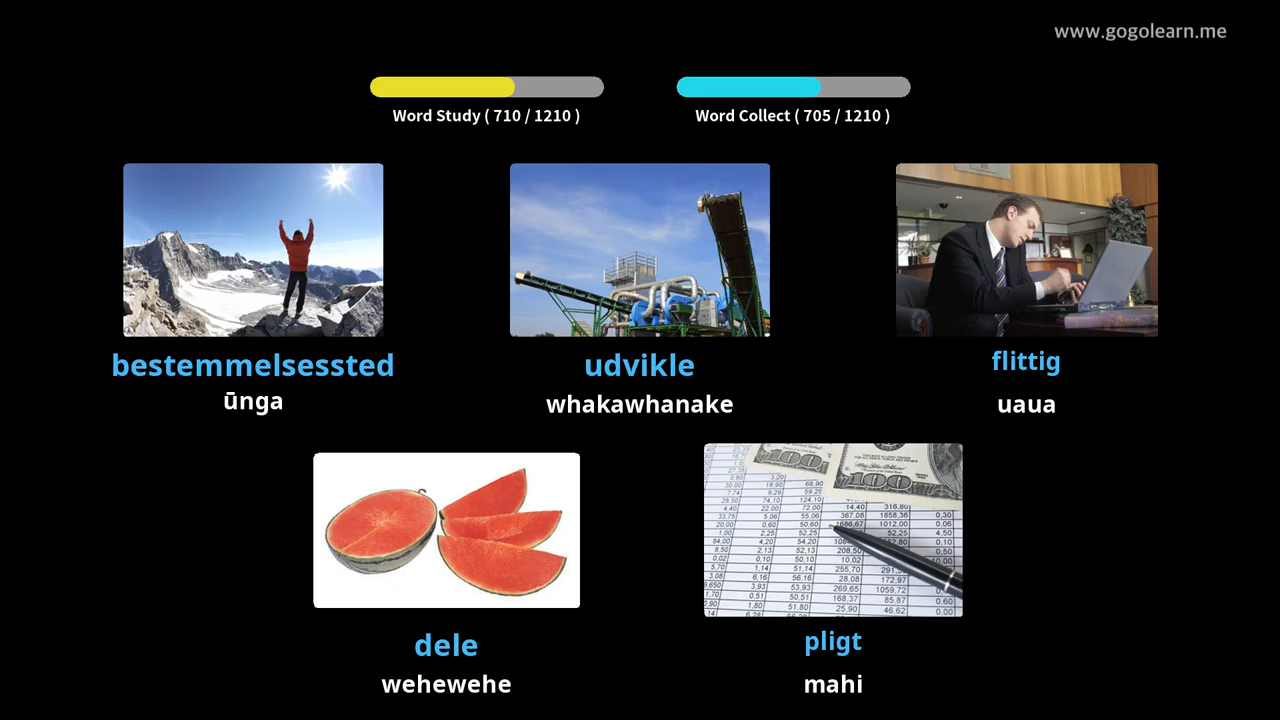 www.gogolearn.me
Word Study ( 710 / 1210 )
Word Collect ( 705 / 1210 )
bestemmelsessted
udvikle
flittig
ūnga
whakawhanake
uaua
dele
pligt
wehewehe
mahi